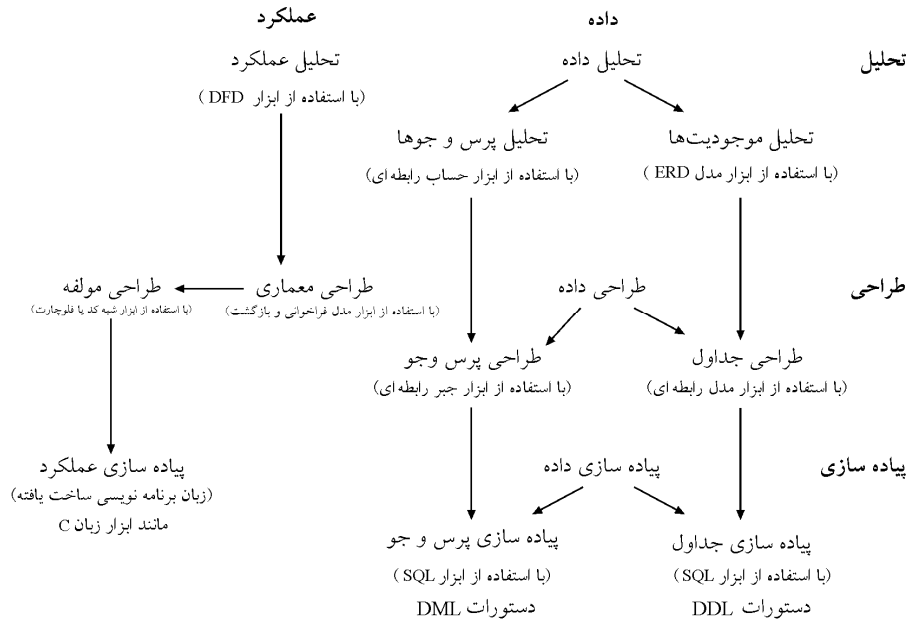 داده
عملکرد
تحلیل
تحلیل داده
تحلیل عملکرد
(با استفاده از ابزار DFD)
تحلیل موجودیت‌ها
(با استفاده از ابزار مدل ERD)
تحلیل پرس و جوها
(با استفاده از ابزار حساب رابطه ای)
طراحی
طراحی داده
طراحی معماری
(با استفاده از ابزار مدل فراخوانی و بازگشت)
طراحی مولفه
(با استفاده از ابزار شبه کد یا فلوچارت)
طراحی جداول
(با استفاده از ابزار مدل رابطه ای)
طراحی پرس وجو
(با استفاده از ابزار جبر رابطه ای)
پیاده سازی
پیاده سازی داده
پیاده سازی عملکرد
(زبان برنامه نویسی ساخت یافته)
مانند ابزار زبان C
پیاده سازی جداول
(با استفاده از ابزار SQL)
دستورات DDL
پیاده سازی پرس و جو
(با استفاده از ابزار SQL)
دستورات DML